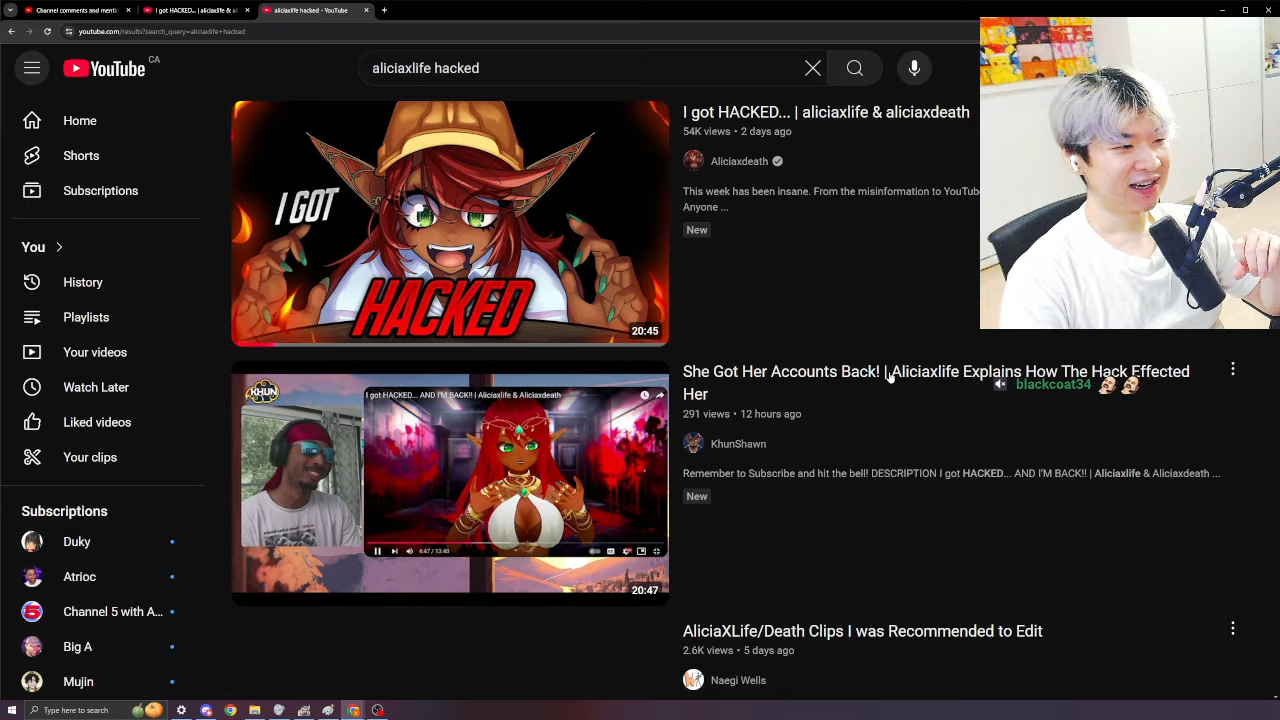 Channel comments and menti
I got HACKED... | aliciaxlife & al
aliciaxlife hacked - YouTube
youtube.com/results?search_query=aliciaxlife+hacked
YouTube
CA
aliciaxlife hacked
Home
Shorts
Subscriptions
You
History
Playlists
Your videos
Watch Later
Liked videos
Your clips
Subscriptions
Duky
Atrioc
Channel 5 with A...
Big A
Mujin
I GOT
HACKED
20:45
I got HACKED... | aliciaxlife & aliciaxdeath
54K views • 2 days ago
Aliciaxdeath
This week has been insane. From the misinformation to YouTube
Anyone ...
New
KHUN
I got HACKED... AND I'M BACK!! | Aliciaxlife & Aliciaxdeath
4:47 / 13:40
20:47
She Got Her Accounts Back! | Aliciaxlife Explains How The Hack Effected
Her
blackcoat34
291 views • 12 hours ago
KhunShawn
Remember to Subscribe and hit the bell! DESCRIPTION I got HACKED... AND I'M BACK!! | Aliciaxlife & Aliciaxdeath ...
New
AliciaXLife/Death Clips I was Recommended to Edit
2.6K views • 5 days ago
Naegi Wells
Type here to search